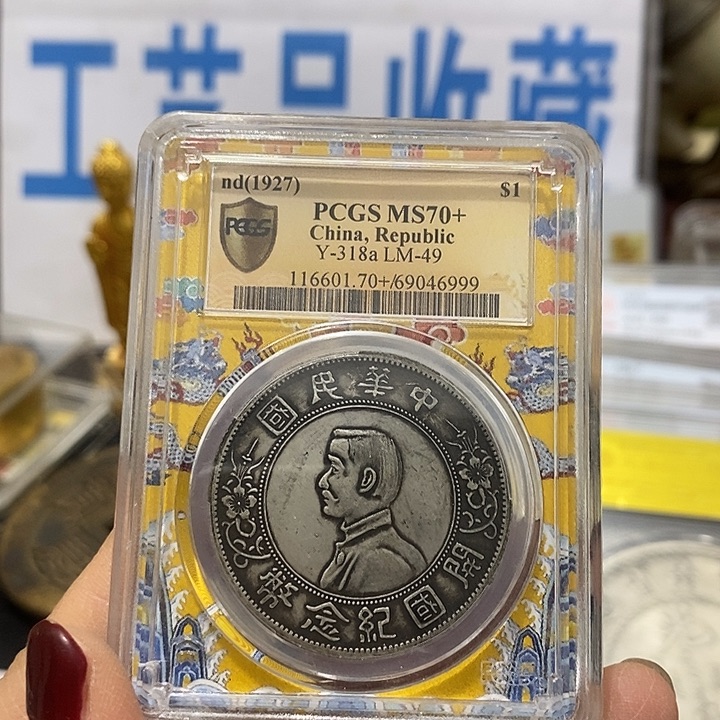 工艺品收藏
nd(1927) $1
PCGS
PCGS MS70+
China, Republic
Y-318a LM-49
116601.70+/69046999
國民華中
幣念紀國開